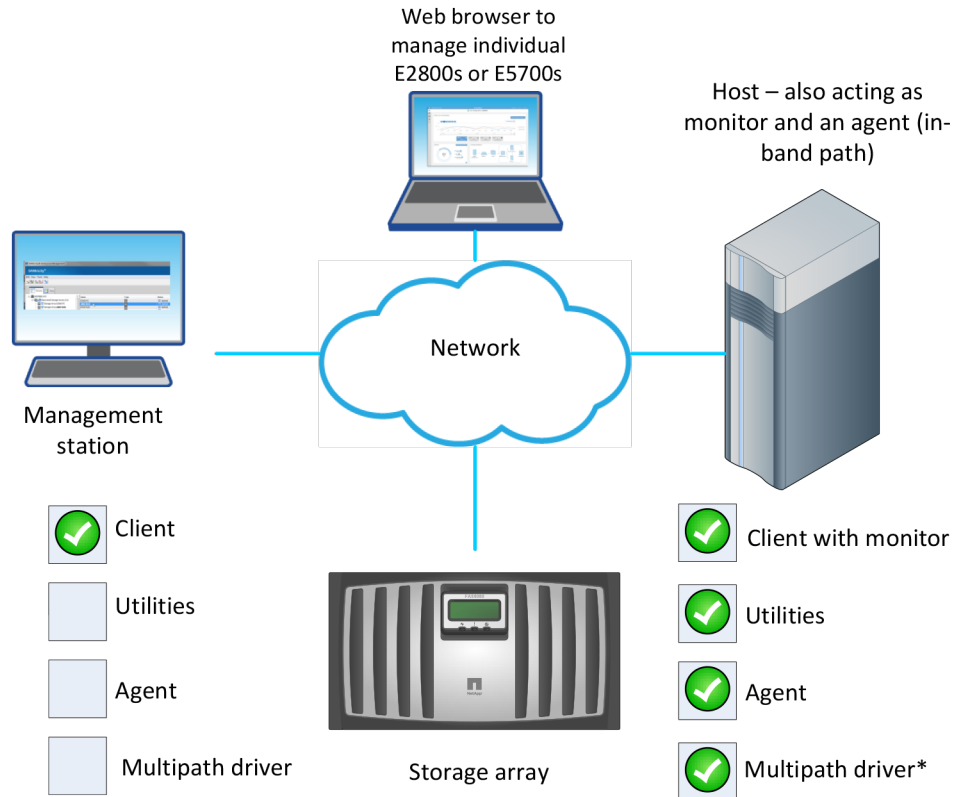 Web browser to
manage individual
E2800s or E5700s
Host – also acting as
monitor and an agent (in-
band path)
Network
Management
station
Client
Utilities
Agent
Multipath driver
Storage array
Client with monitor
Utilities
Agent
Multipath driver*